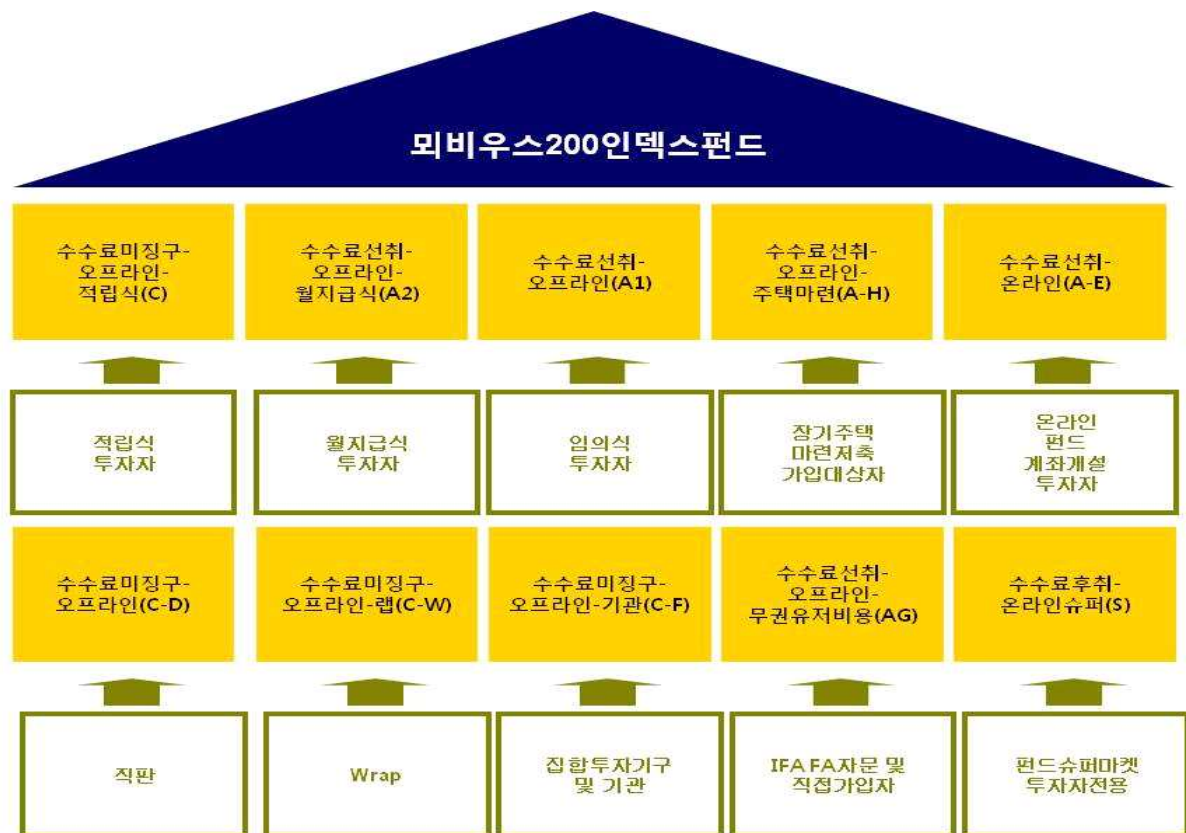 뫼비우스200인덱스펀드
수수료미징구-
오프라인-
적립식(C)
수수료선취-
오프라인-
월지급식(A2)
수수료선취-
오프라인(A1)
수수료선취-
오프라인-
주택마련(A-H)
수수료선취-
온라인(A-E)
적립식
투자자
월지급식
투자자
임의식
투자자
장기주택
마련저축
가입대상자
온라인
펀드
계좌개설
투자자
수수료미징구-
오프라인(C-D)
수수료미징구-
오프라인-랩(C-W)
수수료미징구-
오프라인-기관(C-F)
수수료선취-
오프라인-
무권유저비용(AG)
수수료후취-
온라인슈퍼(S)
직판
Wrap
집합투자기구
및 기관
IFA FA자문 및
직접가입자
펀드슈퍼마켓
투자자전용